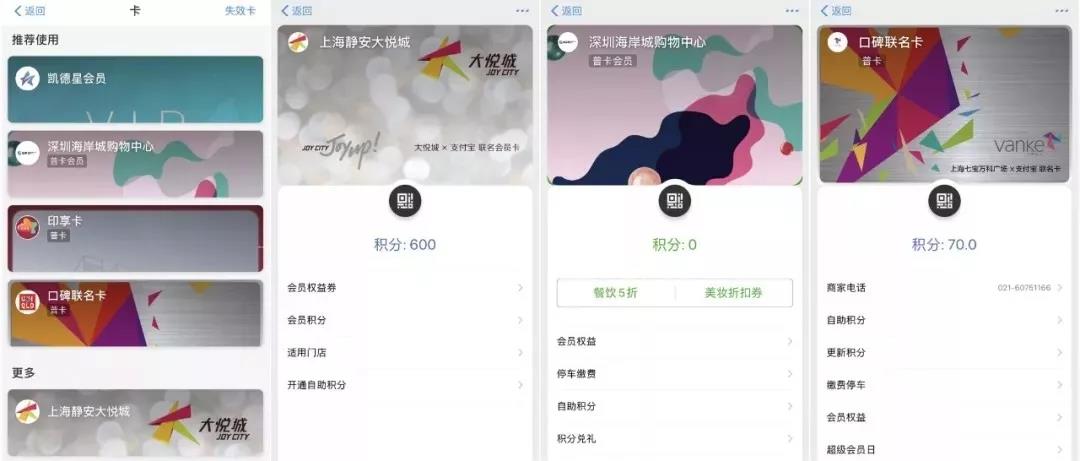 返回
卡
失效卡
推荐使用
凯德星会员
VIP
深圳海岸城购物中心
普卡会员
印享卡
普卡
UNI
QLO
口碑联名卡
普卡
更多
上海静安大悦城
大悦城
JOY CITY
返回
上海静安大悦城
大悦城
JOY CITY
JOY CITY
Joyup!
大悦城 × 支付宝 联名会员卡
积分: 600
会员权益券
会员积分
适用门店
开通自助积分
返回
深圳海岸城购物中心
普卡会员
积分: 0
餐饮5折
美妆折扣券
会员权益
停车缴费
自助积分
积分兑礼
返回
口碑联名卡
普卡
vanke
上海七宝万科广场 × 支付宝 联名卡
积分: 70.0
商家电话
021-60751166
自助积分
更新积分
缴费停车
会员权益
超级会员日